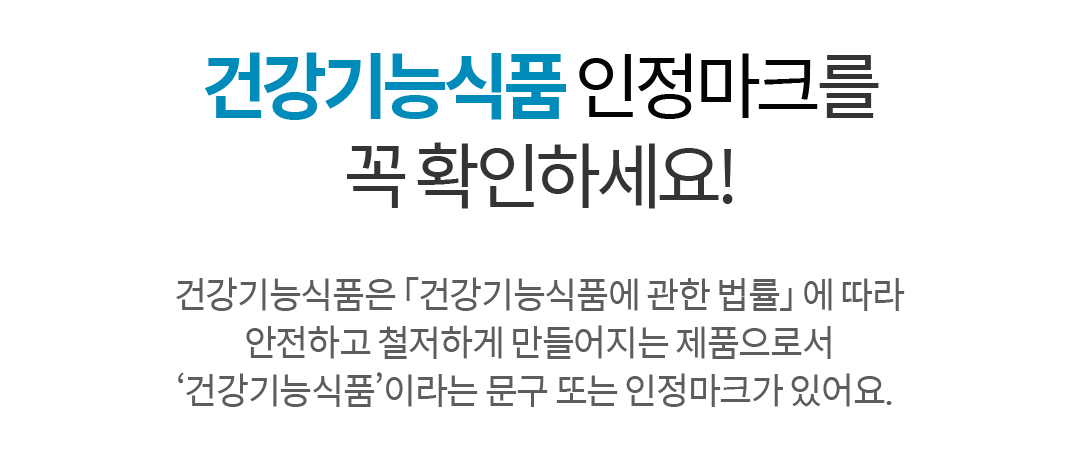 건강기능식품 인정마크를
꼭 확인하세요!
건강기능식품은 「건강기능식품에 관한 법률」 에 따라
안전하고 철저하게 만들어지는 제품으로서
‘건강기능식품’이라는 문구 또는 인정마크가 있어요.